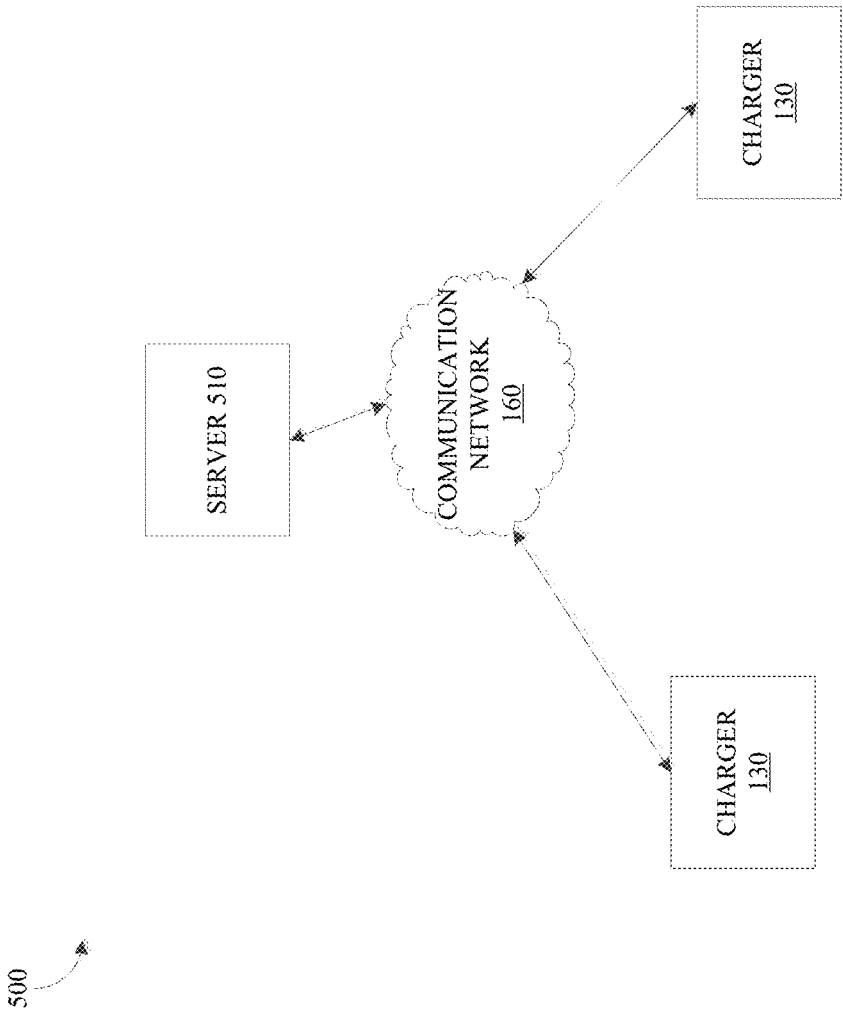 500
SERVER 510
COMMUNICATION
NETWORK
160
CHARGER
130
CHARGER
130